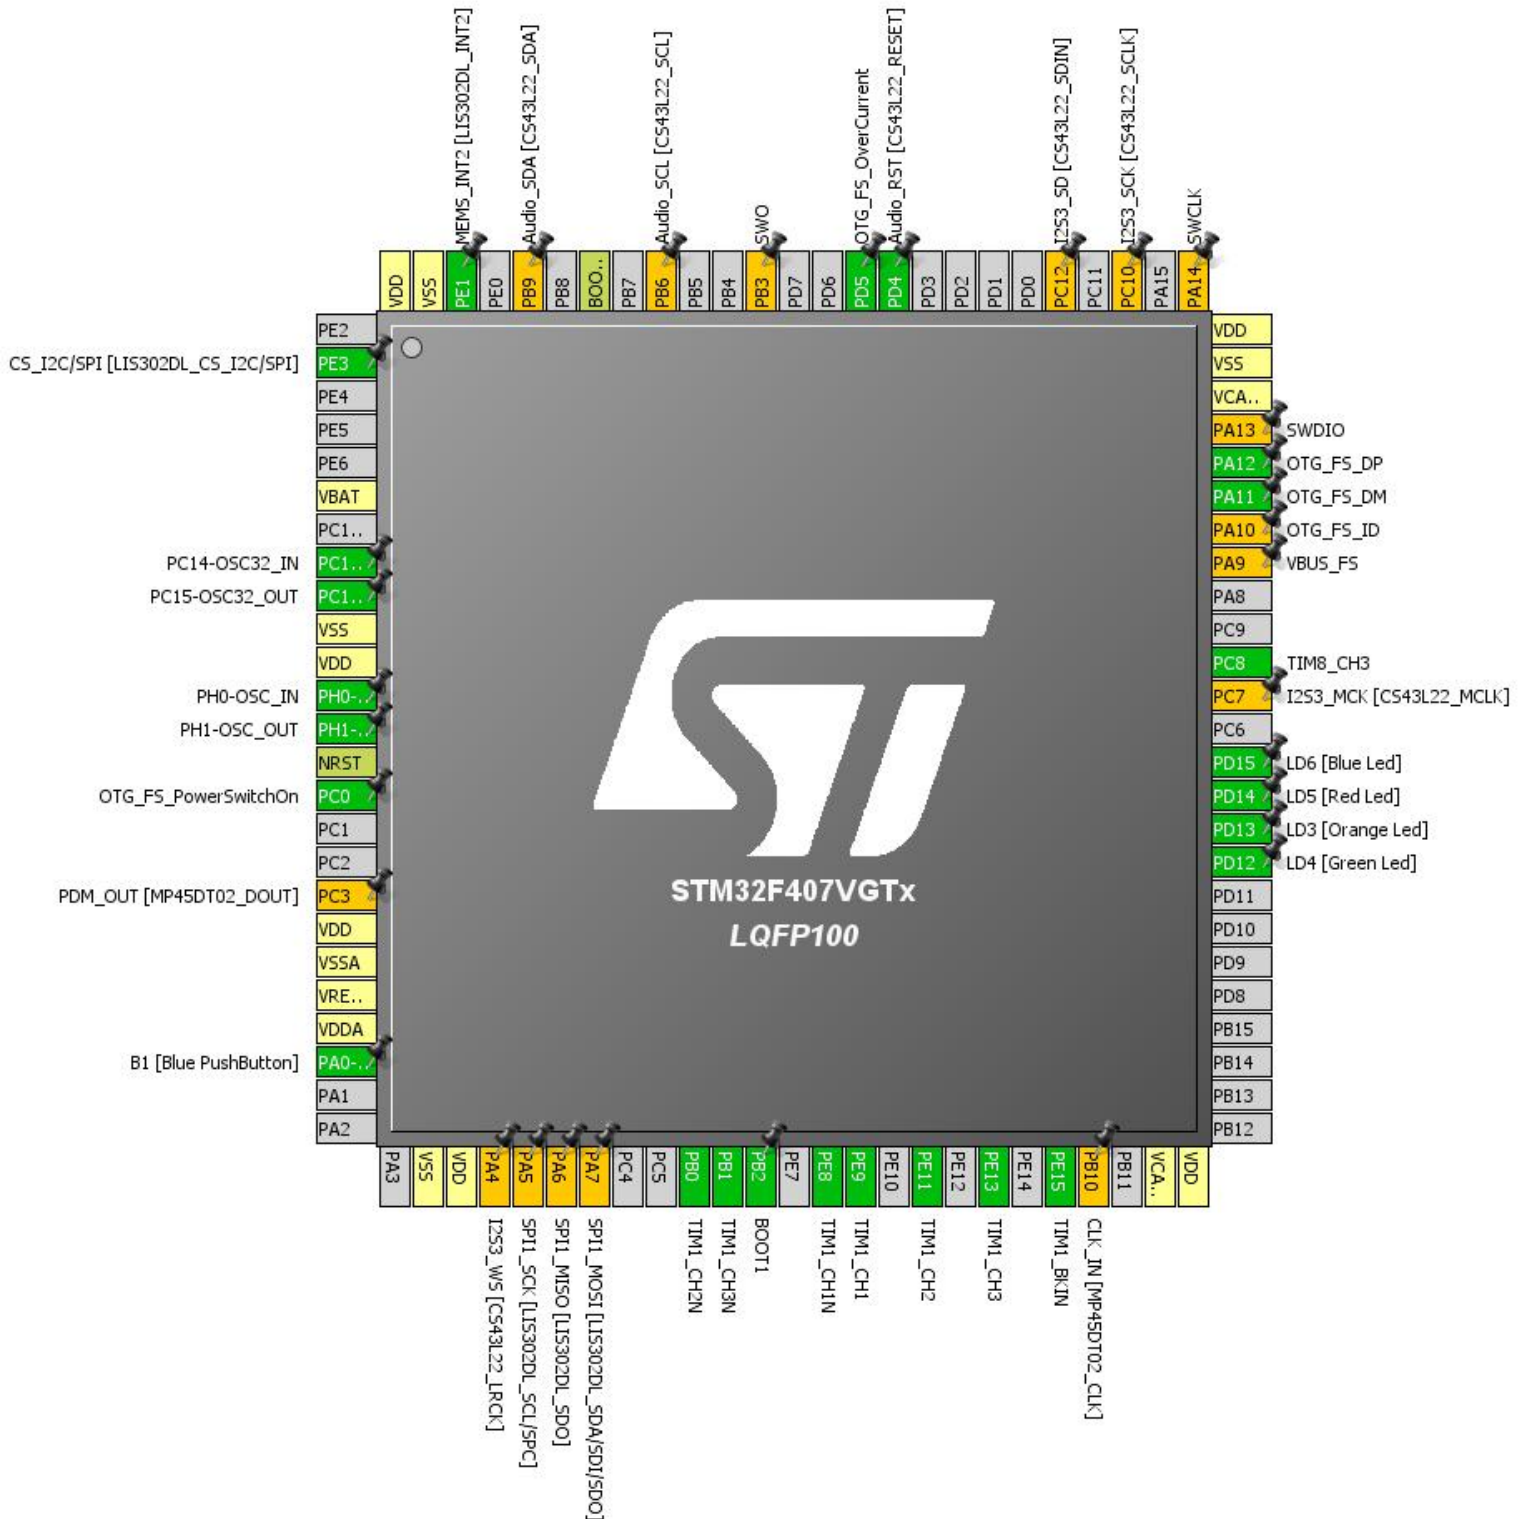 MEMS_INT2 [LIS302DL_INT2]
Audio_SDA [CS43L22_SDA]
Audio_SCL [CS43L22_SCL]
SWO
OTG_FS_OverCurrent
Audio_RST [CS43L22_RESET]
I2S3_SD [CS43L22_SDIN]
I2S3_SCK [CS43L22_SCLK]
SWCLK
VDD
VSS
PE1
PE0
PB9
PB8
BOO..
PB7
PB6
PB5
PB4
PB3
PD7
PD6
PD5
PD4
PD3
PD2
PD1
PD0
PC12
PC11
PC10
PA15
PA14
PE2
CS_I2C/SPI [LIS302DL_CS_I2C/SPI] PE3
PE4
PE5
PE6
VBAT
PC1..
PC14-OSC32_IN PC1..
PC15-OSC32_OUT PC1..
VSS
VDD
PH0-OSC_IN PH0-..
PH1-OSC_OUT PH1-..
NRST
OTG_FS_PowerSwitchOn PC0
PC1
PC2
PDM_OUT [MP45DT02_DOUT] PC3
VDD
VSSA
VRE..
VDDA
B1 [Blue PushButton] PA0-..
PA1
PA2
STM32F407VGTx
LQFP100
VDD
VSS
VCA..
PA13 SWDIO
PA12 OTG_FS_DP
PA11 OTG_FS_DM
PA10 OTG_FS_ID
PA9 VBUS_FS
PA8
PC9
PC8 TIM8_CH3
PC7 I2S3_MCK [CS43L22_MCLK]
PC6
PD15 LD6 [Blue Led]
PD14 LD5 [Red Led]
PD13 LD3 [Orange Led]
PD12 LD4 [Green Led]
PD11
PD10
PD9
PD8
PB15
PB14
PB13
PB12
PA3
VSS
VDD
PA4
PA5
PA6
PA7
PC4
PC5
PB0
PB1
PB2
PE7
PE8
PE9
PE10
PE11
PE12
PE13
PE14
PE15
PB10
PB11
VCA..
VDD
I2S3_WS [CS43L22_LRCK]
SPI1_SCK [LIS302DL_SCL/SPC]
SPI1_MISO [LIS302DL_SDO]
SPI1_MOSI [LIS302DL_SDA/SDI/SDO]
TIM1_CH2N
TIM1_CH3N
BOOT1
TIM1_CH1N
TIM1_CH1
TIM1_CH2
TIM1_CH3
TIM1_BKIN
CLK_IN [MP45DT02_CLK]